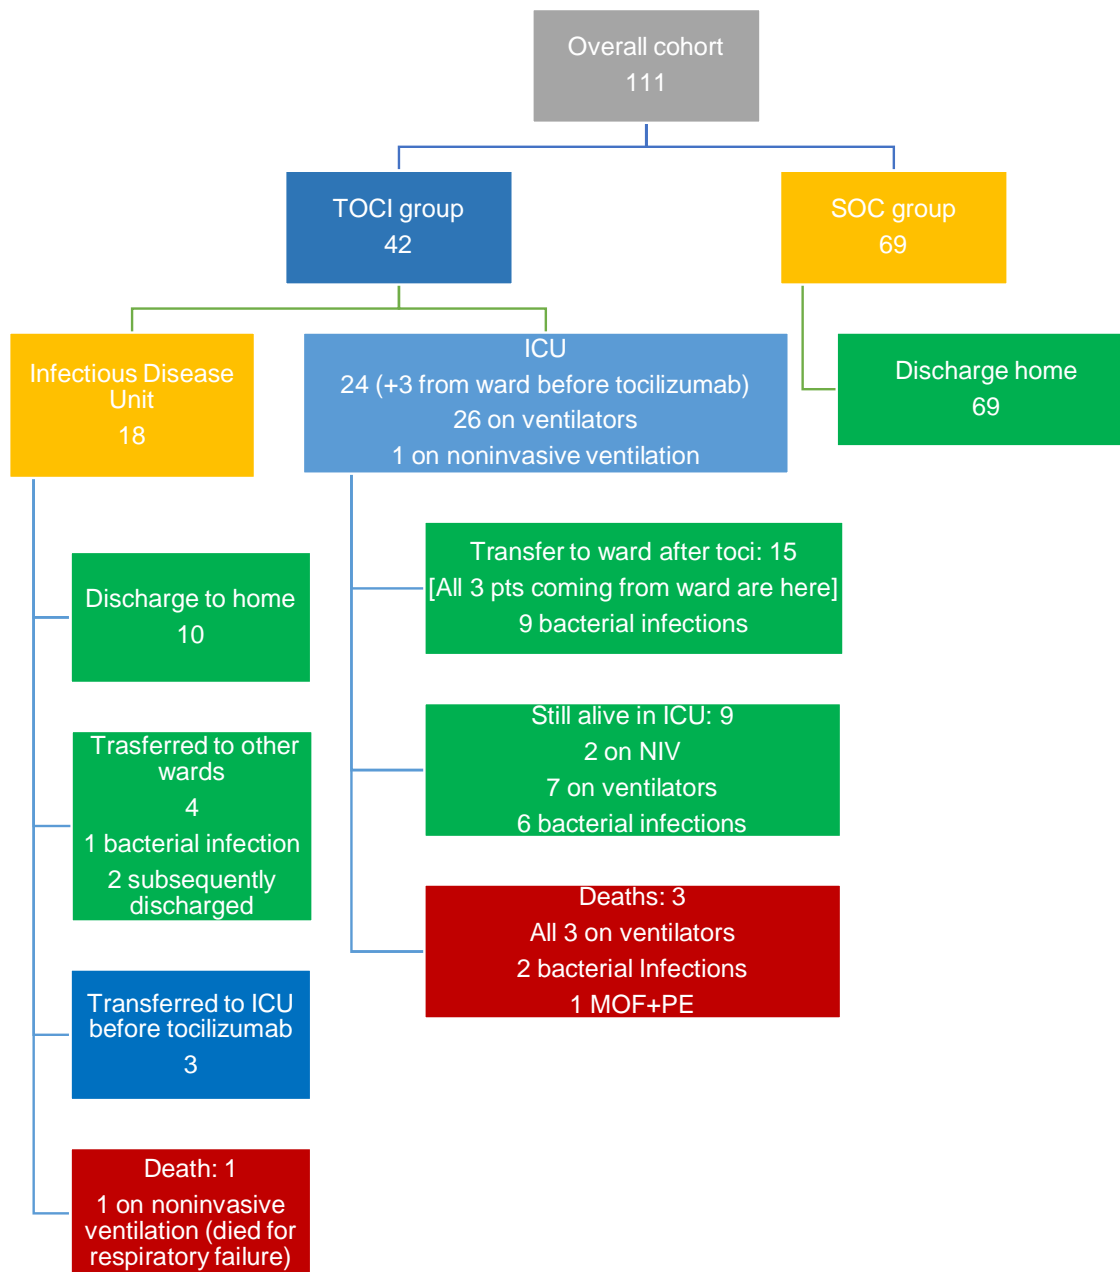 Overall cohort
111
TOCI group
42
SOC group
69
Infectious Disease
Unit
18
ICU
24 (+3 from ward before tocilizumab)
26 on ventilators
1 on noninvasive ventilation
Discharge home
69
Discharge to home
10
Trasferred to other
wards
4
1 bacterial infection
2 subsequently
discharged
Transferred to ICU
before tocilizumab
3
Death: 1
1 on noninvasive
ventilation (died for
respiratory failure)
Transfer to ward after toci: 15
[All 3 pts coming from ward are here]
9 bacterial infections
Still alive in ICU: 9
2 on NIV
7 on ventilators
6 bacterial infections
Deaths: 3
All 3 on ventilators
2 bacterial Infections
1 MOF+PE